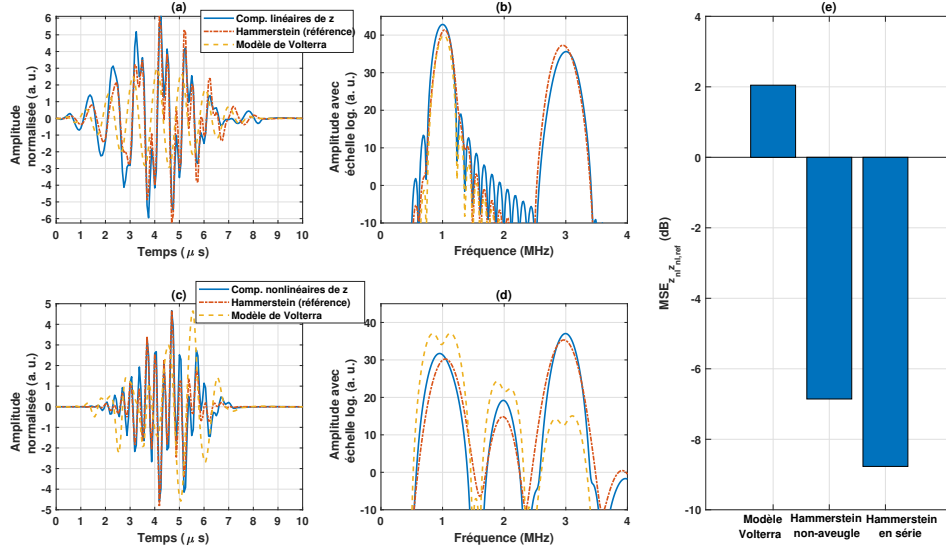 (a)
Amplitude
normalisée (a. u.)
6
5
4
3
2
1
0
-1
-2
-3
-4
-5
-6
0 1 2 3 4 5 6 7 8 9 10
Temps (μ s)
Comp. linéaires de z
Hammerstein (référence)
Modèle de Volterra
(b)
Amplitude avec
échelle log. (a. u.)
40
30
20
10
0
-10
0 1 2 3 4
Fréquence (MHz)
(c)
Amplitude
normalisée (a. u.)
5
4
3
2
1
0
-1
-2
-3
-4
-5
0 1 2 3 4 5 6 7 8 9 10
Temps (μ s)
Comp. nonlinéaires de z
Hammerstein (référence)
Modèle de Volterra
(d)
Amplitude avec
échelle log. (a. u.)
40
30
20
10
0
-10
0 1 2 3 4
Fréquence (MHz)
(e)
MSE z nl z nl,ref (dB)
4
2
0
-2
-4
-6
-8
-10
Modèle
Volterra
Hammerstein
non-aveugle
Hammerstein
en série